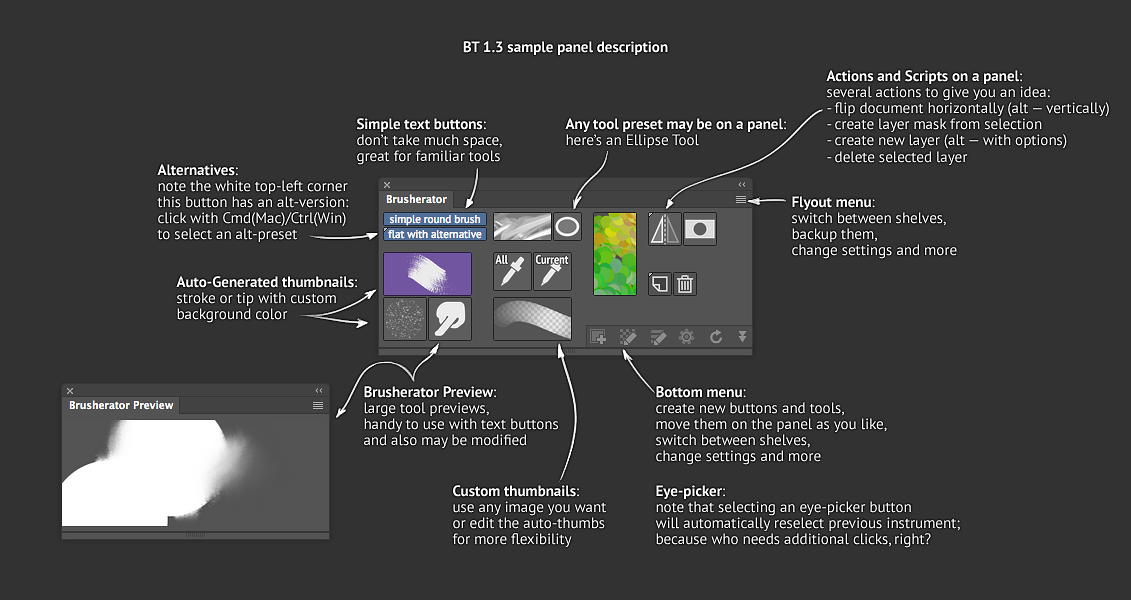 BT 1.3 sample panel description
Actions and Scripts on a panel:
several actions to give you an idea:
- flip document horizontally (alt — vertically)
- create layer mask from selection
- create new layer (alt — with options)
- delete selected layer
Simple text buttons:
don't take much space,
great for familiar tools
Any tool preset may be on a panel:
here's an Ellipse Tool
Alternatives:
note the white top-left corner
this button has an alt-version:
click with Cmd(Mac)/Ctrl(Win)
to select an alt-preset
Flyout menu:
switch between shelves,
backup them,
change settings and more
Brusherator
simple round brush
flat with alternative
All
Current
Auto-Generated thumbnails:
stroke or tip with custom
background color
Brusherator Preview
Brusherator Preview:
large tool previews,
handy to use with text buttons
and also may be modified
Bottom menu:
create new buttons and tools,
move them on the panel as you like,
switch between shelves,
change settings and more
Custom thumbnails:
use any image you want
or edit the auto-thumbs
for more flexibility
Eye-picker:
note that selecting an eye-picker button
will automatically reselect previous instrument;
because who needs additional clicks, right?